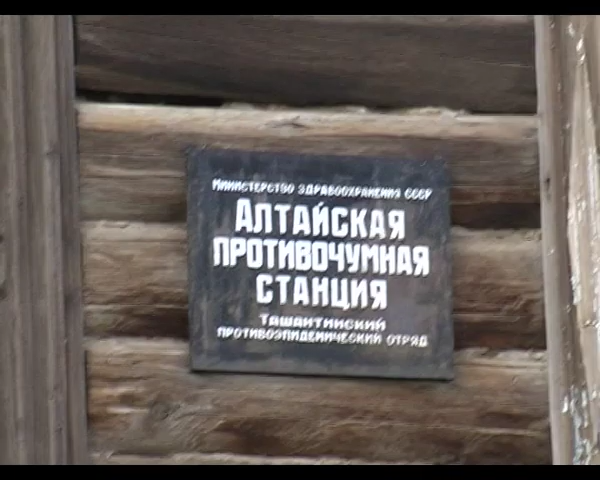 Министерство здравоохранения СССР
Алтайская
противочумная
станция
Ташантинский
противоэпидемический отряд